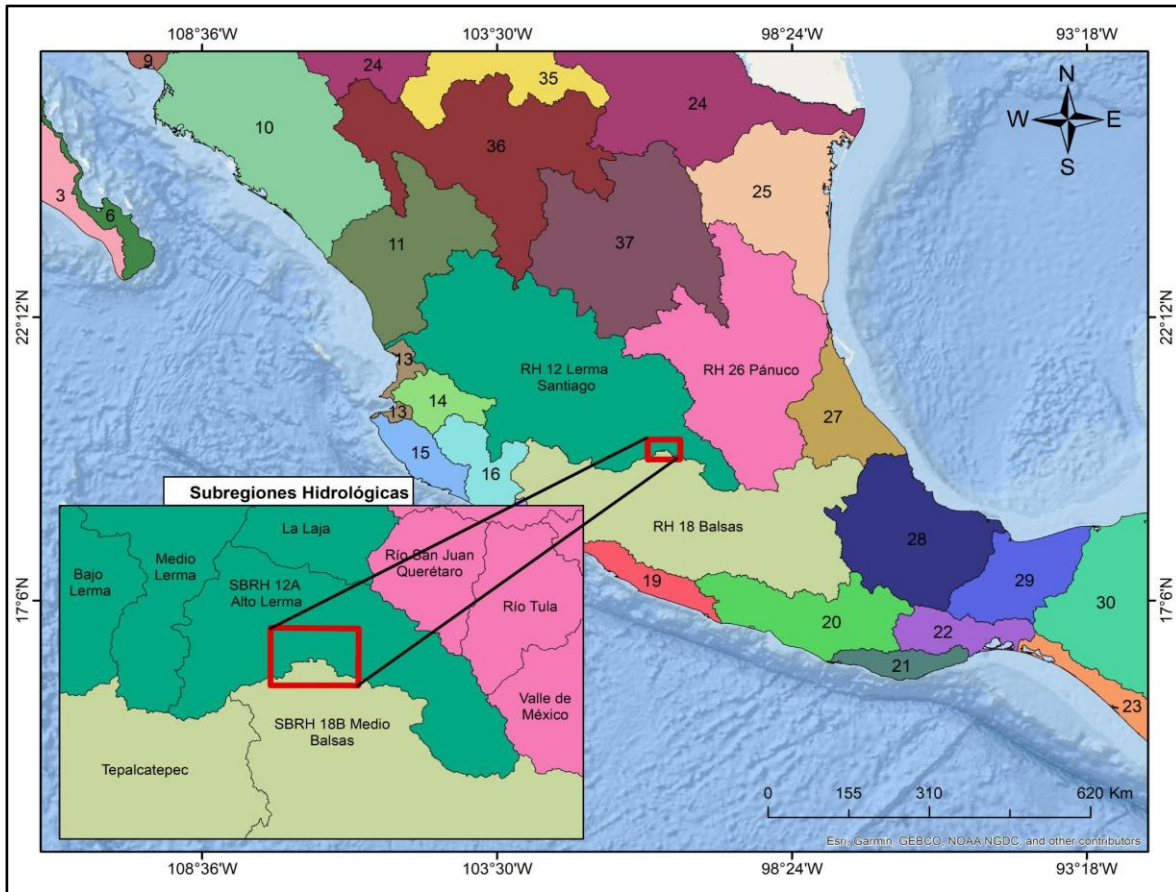 108°36'W
103°30'W
98°24'W
93°18'W
9
24
35
24
N
W
E
S
10
36
3
6
25
11
37
22°12'N
22°12'N
13
RH 12 Lerma
Santiago
RH 26 Pánuco
14
13
27
15
16
Subregiones Hidrológicas
RH 18 Balsas
28
La Laja
Río San Juan
Querétaro
Bajo
Lerma
Medio
Lerma
SBRH 12A
Alto Lerma
Río Tula
19
29
17°6'N
17°6'N
20
22
30
21
23
Valle de
México
SBRH 18B Medio
Balsas
Tepalcatepec
0
155
310
620 Km
Esri, Garmin, GEBCO, NOAA NGDC, and other contributors
108°36'W
103°30'W
98°24'W
93°18'W